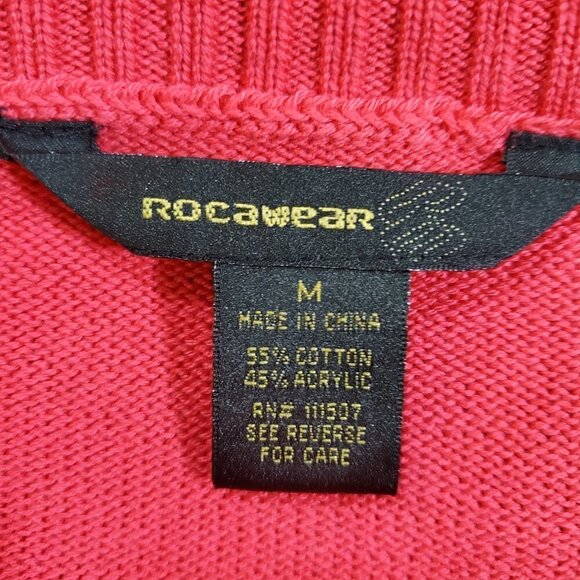 ROCAWEAR
M
MADE IN CHINA
55% COTTON
45% ACRYLIC
RN# 111507
SEE REVERSE
FOR CARE